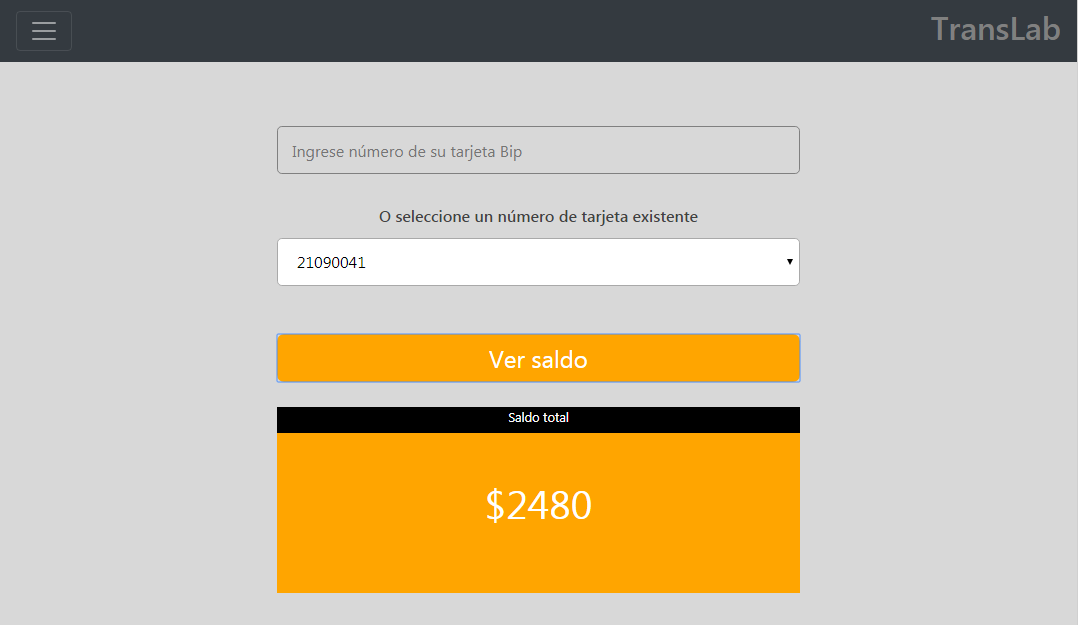 TransLab
Ingrese número de su tarjeta Bip
O seleccione un número de tarjeta existente
21090041
Ver saldo
Saldo total
$2480